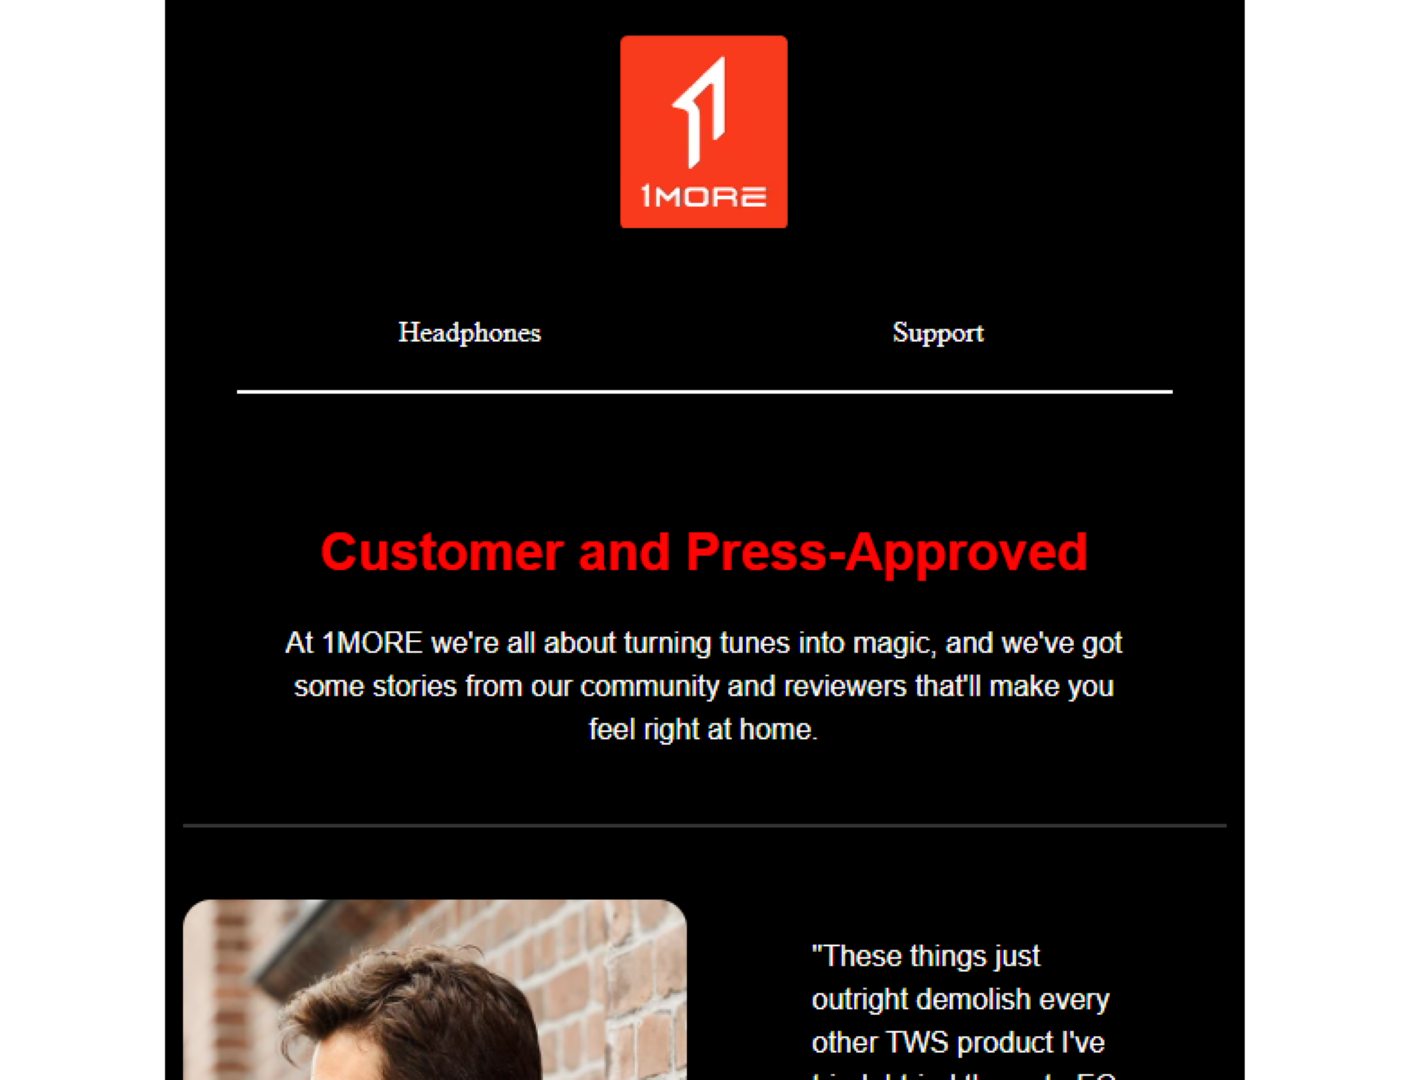 1MORE
Headphones Support
Customer and Press-Approved
At 1MORE we're all about turning tunes into magic, and we've got
some stories from our community and reviewers that'll make you
feel right at home.
"These things just
outright demolish every
other TWS product I've